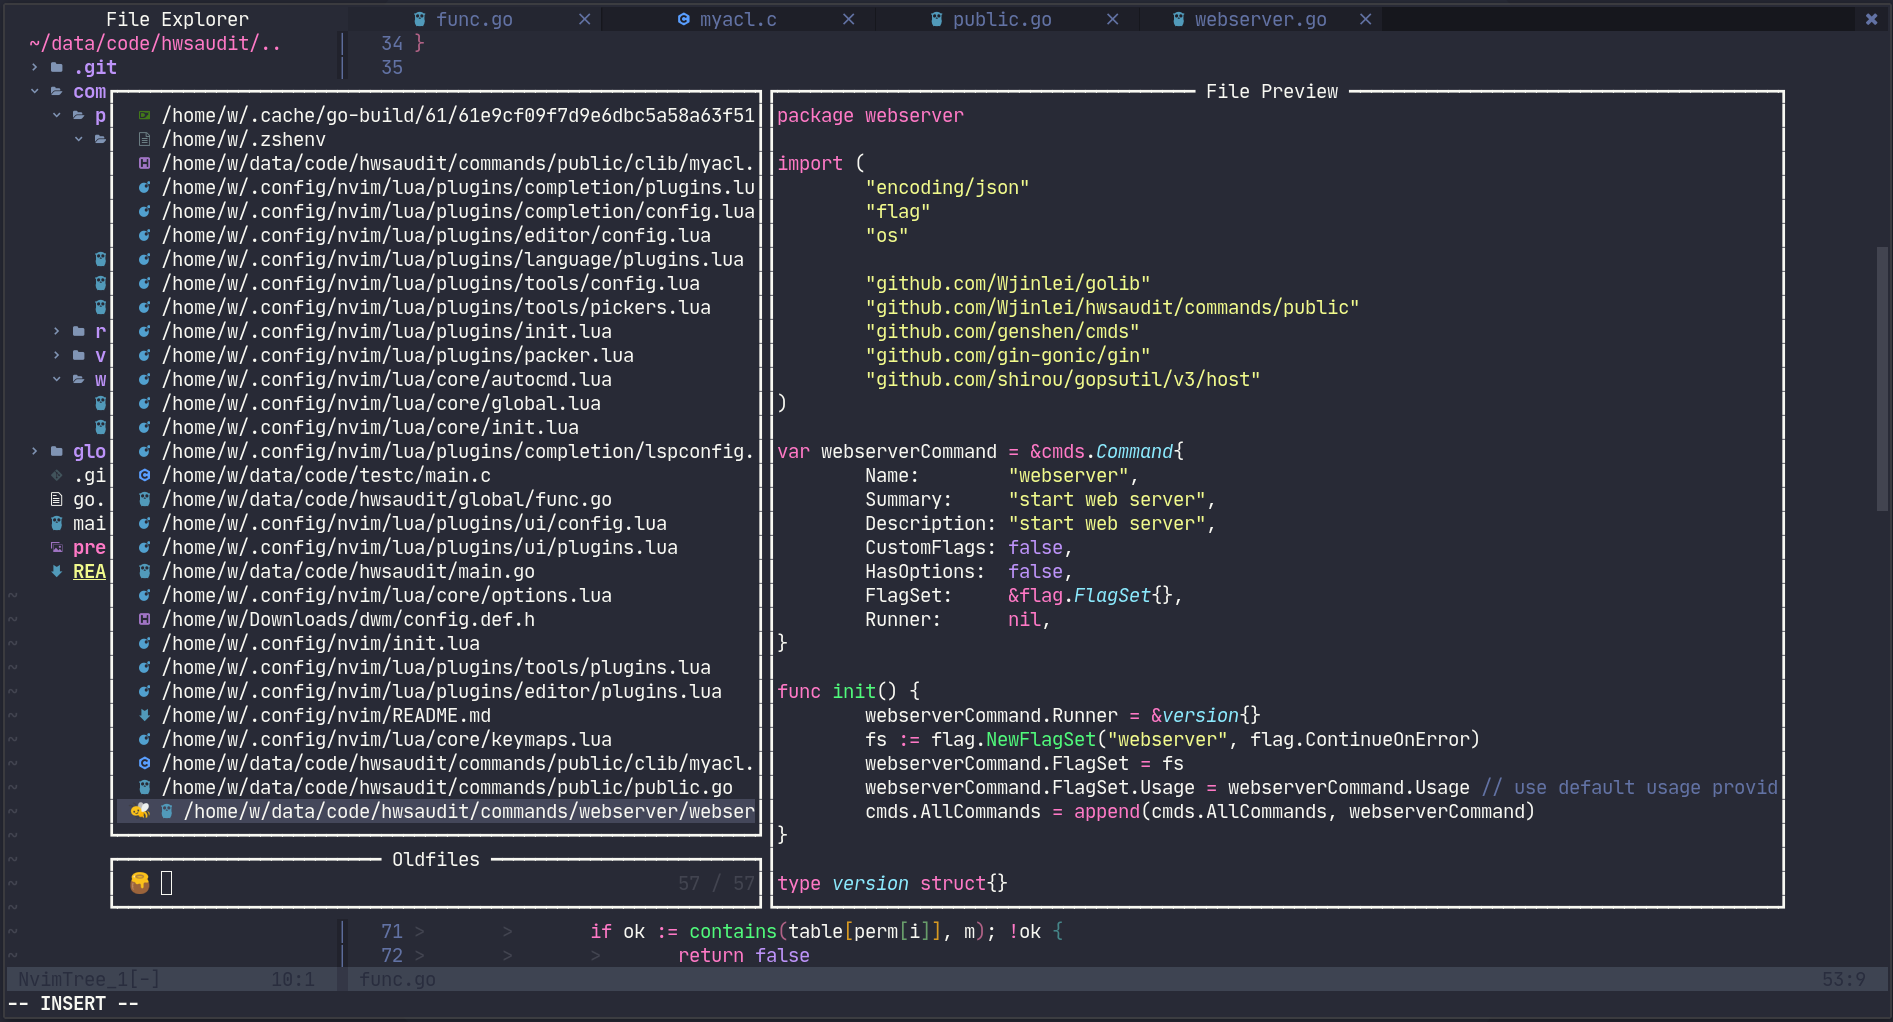 File Explorer
func.go
myacl.c
public.go
webserver.go
~/data/code/hwsaudit/..
34 }
.git
35
com
p
r
v
w
glo
.gi
go.
mai
pre
REA
/home/w/.cache/go-build/61/61e9cf09f7d9e6dbc5a58a63f51
/home/w/.zshenv
/home/w/data/code/hwsaudit/commands/public/clib/myacl.
/home/w/.config/nvim/lua/plugins/completion/plugins.lu
/home/w/.config/nvim/lua/plugins/completion/config.lua
/home/w/.config/nvim/lua/plugins/editor/config.lua
/home/w/.config/nvim/lua/plugins/language/plugins.lua
/home/w/.config/nvim/lua/plugins/tools/config.lua
/home/w/.config/nvim/lua/plugins/tools/pickers.lua
/home/w/.config/nvim/lua/plugins/init.lua
/home/w/.config/nvim/lua/plugins/packer.lua
/home/w/.config/nvim/lua/core/autocmd.lua
/home/w/.config/nvim/lua/core/global.lua
/home/w/.config/nvim/lua/core/init.lua
/home/w/.config/nvim/lua/plugins/completion/lspconfig.
/home/w/data/code/testc/main.c
/home/w/data/code/hwsaudit/global/func.go
/home/w/.config/nvim/lua/plugins/ui/config.lua
/home/w/.config/nvim/lua/plugins/ui/plugins.lua
/home/w/data/code/hwsaudit/main.go
/home/w/.config/nvim/lua/core/options.lua
/home/w/Downloads/dwm/config.def.h
/home/w/.config/nvim/init.lua
/home/w/.config/nvim/lua/plugins/tools/plugins.lua
/home/w/.config/nvim/lua/plugins/editor/plugins.lua
/home/w/.config/nvim/README.md
/home/w/.config/nvim/lua/core/keymaps.lua
/home/w/data/code/hwsaudit/commands/public/clib/myacl.
/home/w/data/code/hwsaudit/commands/public/public.go
/home/w/data/code/hwsaudit/commands/webserver/webser
Oldfiles
57 / 57
File Preview
package webserver
import (
"encoding/json"
"flag"
"os"
"github.com/Wjinlei/golib"
"github.com/Wjinlei/hwsaudit/commands/public"
"github.com/genshen/cmds"
"github.com/gin-gonic/gin"
"github.com/shirou/gopsutil/v3/host"
)
var webserverCommand = &cmds.Command{
Name: "webserver",
Summary: "start web server",
Description: "start web server",
CustomFlags: false,
HasOptions: false,
FlagSet: &flag.FlagSet{},
Runner: nil,
}
func init() {
webserverCommand.Runner = &version{}
fs := flag.NewFlagSet("webserver", flag.ContinueOnError)
webserverCommand.FlagSet = fs
webserverCommand.FlagSet.Usage = webserverCommand.Usage // use default usage provid
cmds.AllCommands = append(cmds.AllCommands, webserverCommand)
}
type version struct{}
71 > > if ok := contains(table[perm[i]], m); !ok {
72 > > > return false
NvimTree_1[-] 10:1 func.go 53:9
-- INSERT --